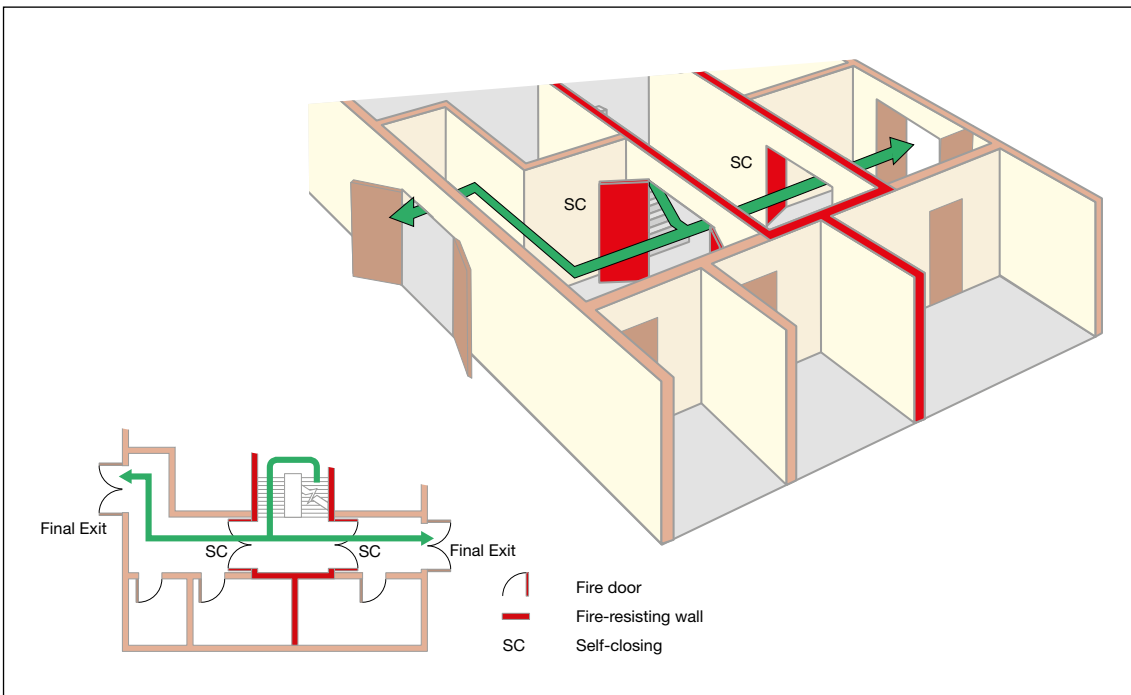 SC
SC
Final Exit
SC
SC
Final Exit
Fire door
Fire-resisting wall
SC
Self-closing